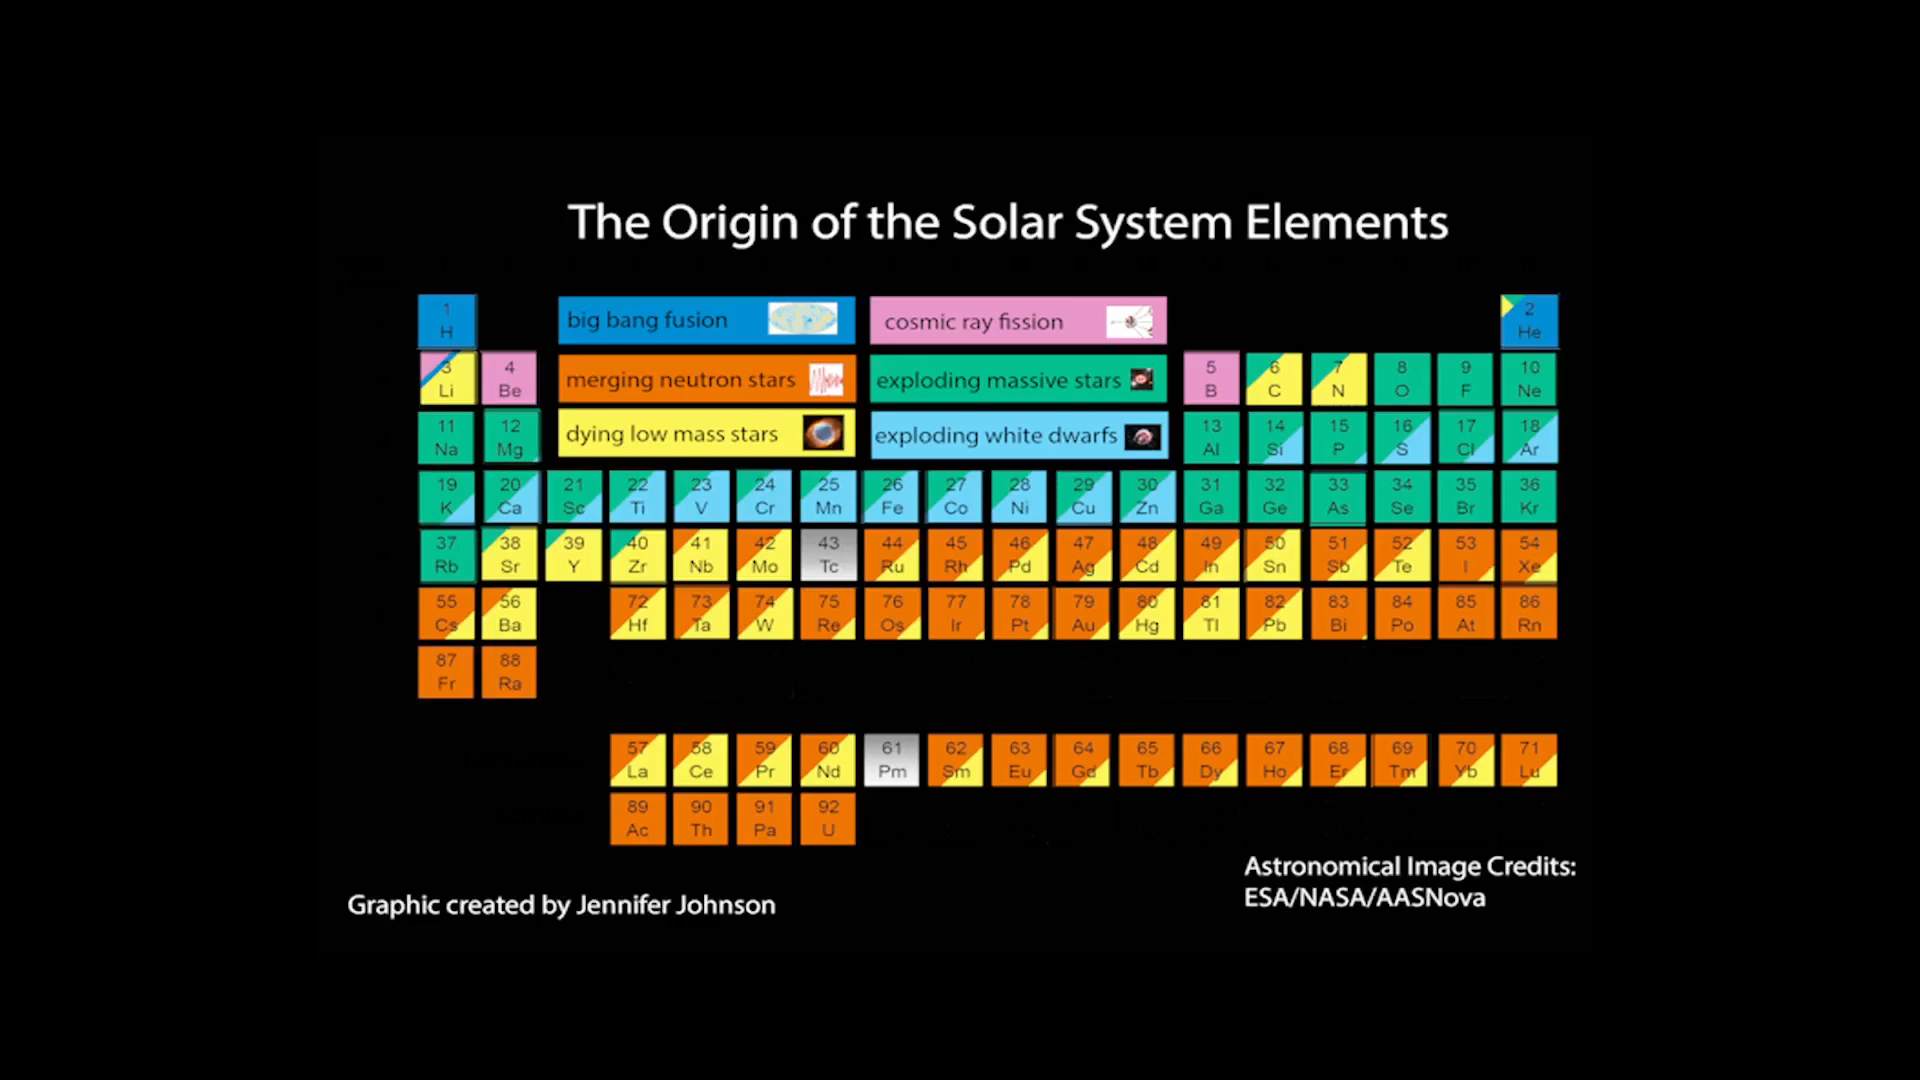 The Origin of the Solar System Elements
1 H
big bang fusion
cosmic ray fission
2 He
3 Li
4 Be
merging neutron stars
exploding massive stars
5 B
6 C
7 N
8 O
9 F
10 Ne
11 Na
12 Mg
dying low mass stars
exploding white dwarfs
13 Al
14 Si
15 P
16 S
17 Cl
18 Ar
19 K
20 Ca
21 Sc
22 Ti
23 V
24 Cr
25 Mn
26 Fe
27 Co
28 Ni
29 Cu
30 Zn
31 Ga
32 Ge
33 As
34 Se
35 Br
36 Kr
37 Rb
38 Sr
39 Y
40 Zr
41 Nb
42 Mo
43 Tc
44 Ru
45 Rh
46 Pd
47 Ag
48 Cd
49 In
50 Sn
51 Sb
52 Te
53 I
54 Xe
55 Cs
56 Ba
72 Hf
73 Ta
74 W
75 Re
76 Os
77 Ir
78 Pt
79 Au
80 Hg
81 Tl
82 Pb
83 Bi
84 Po
85 At
86 Rn
87 Fr
88 Ra
57 La
58 Ce
59 Pr
60 Nd
61 Pm
62 Sm
63 Eu
64 Gd
65 Tb
66 Dy
67 Ho
68 Er
69 Tm
70 Yb
71 Lu
89 Ac
90 Th
91 Pa
92 U
Graphic created by Jennifer Johnson
Astronomical Image Credits:
ESA/NASA/AASNova